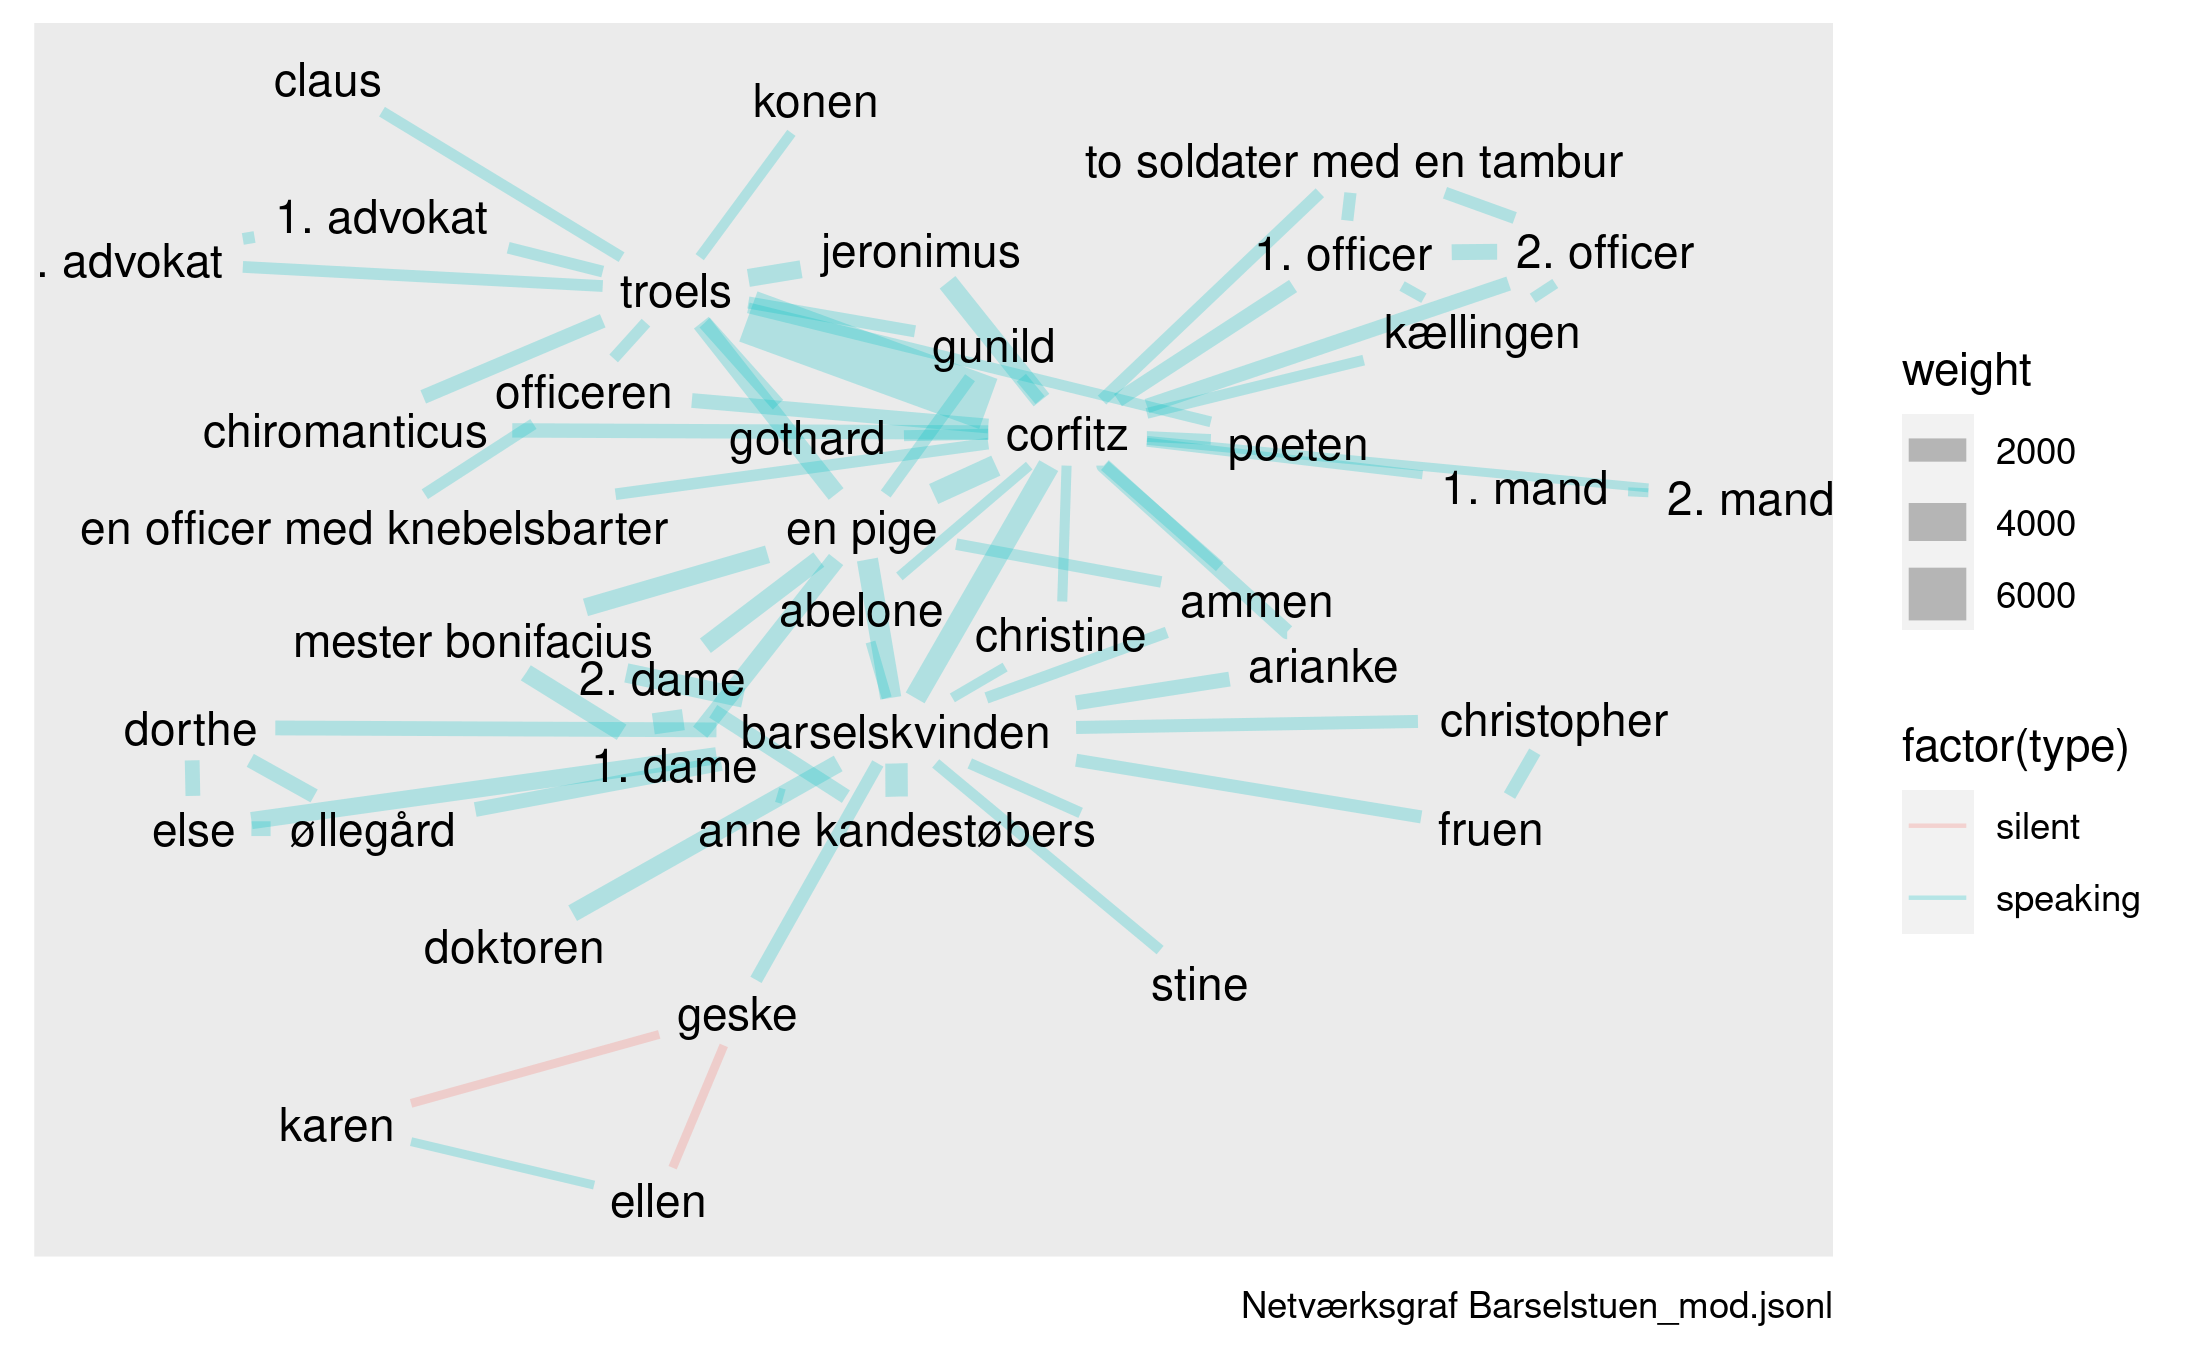 claus
konen
to soldater med en tambur
1. advokat
. advokat
jeronimus
1. officer
2. officer
troels
gunild
kællingen
officeren
chiromanticus
gothard
corfitz
poeten
1. mand
2. mand
en officer med knebelsbarter
en pige
abelone
ammen
christine
mester bonifacius
2. dame
arianke
dorthe
barselskvinden
christopher
1. dame
else
øllegård
anne kandestøbers
fruen
doktoren
stine
geske
karen
ellen
weight
2000
4000
6000
factor(type)
silent
speaking
Netværksgraf Barselstuen_mod.jsonl